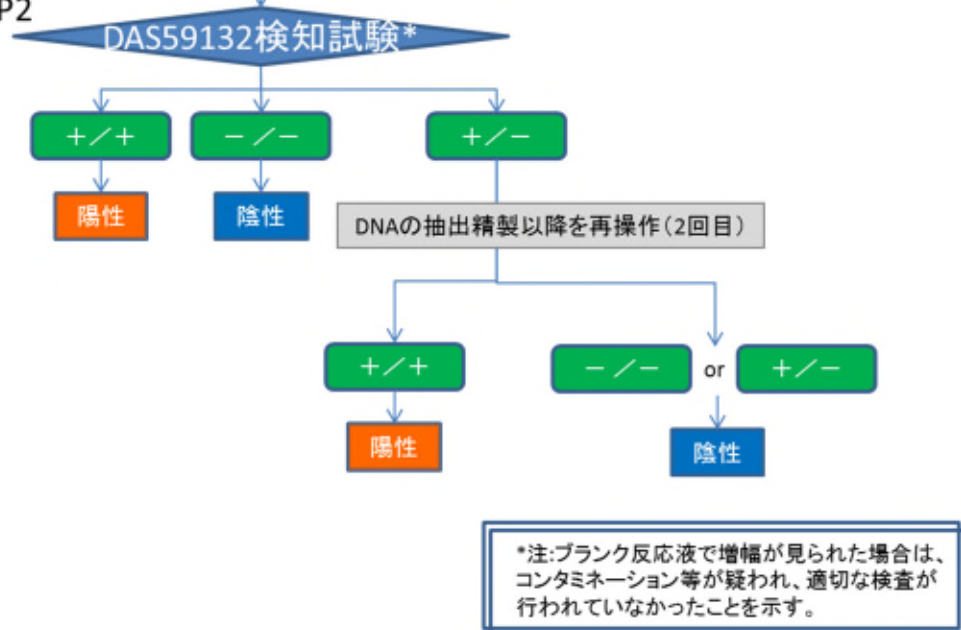 P2
DAS59132検知試験*
+／+
－／－
+／－
陽性
陰性
DNAの抽出精製以降を再操作（2回目）
+／+
－／－ or +／－
陽性
陰性
*注:ブランク反応液で増幅が見られた場合は、
コンタミネーション等が疑われ、適切な検査が
行われていなかったことを示す。